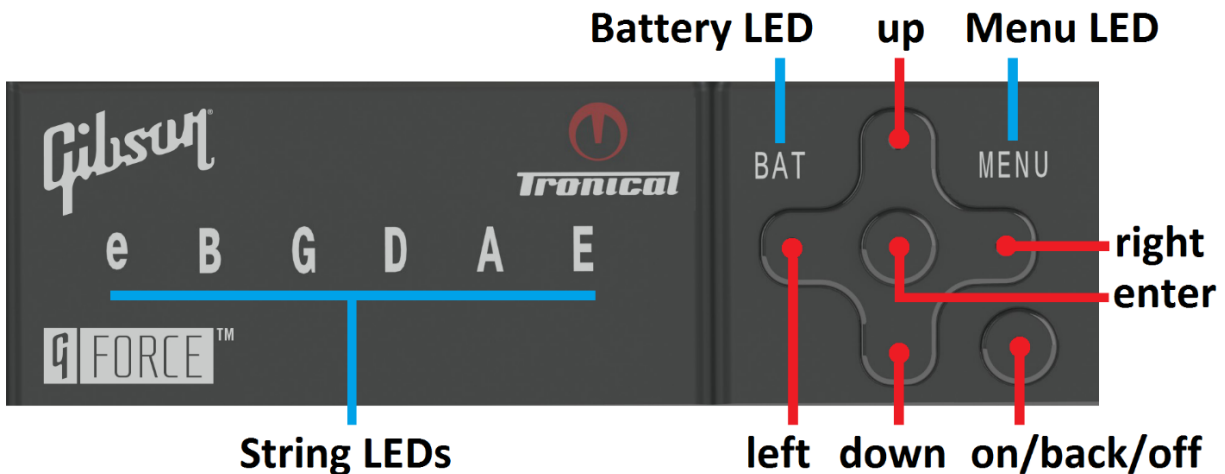 Battery LED up Menu LED
Gibson
Tronical
BAT MENU
e B G D A E
right
enter
G FORCE™
String LEDs left down on/back/off